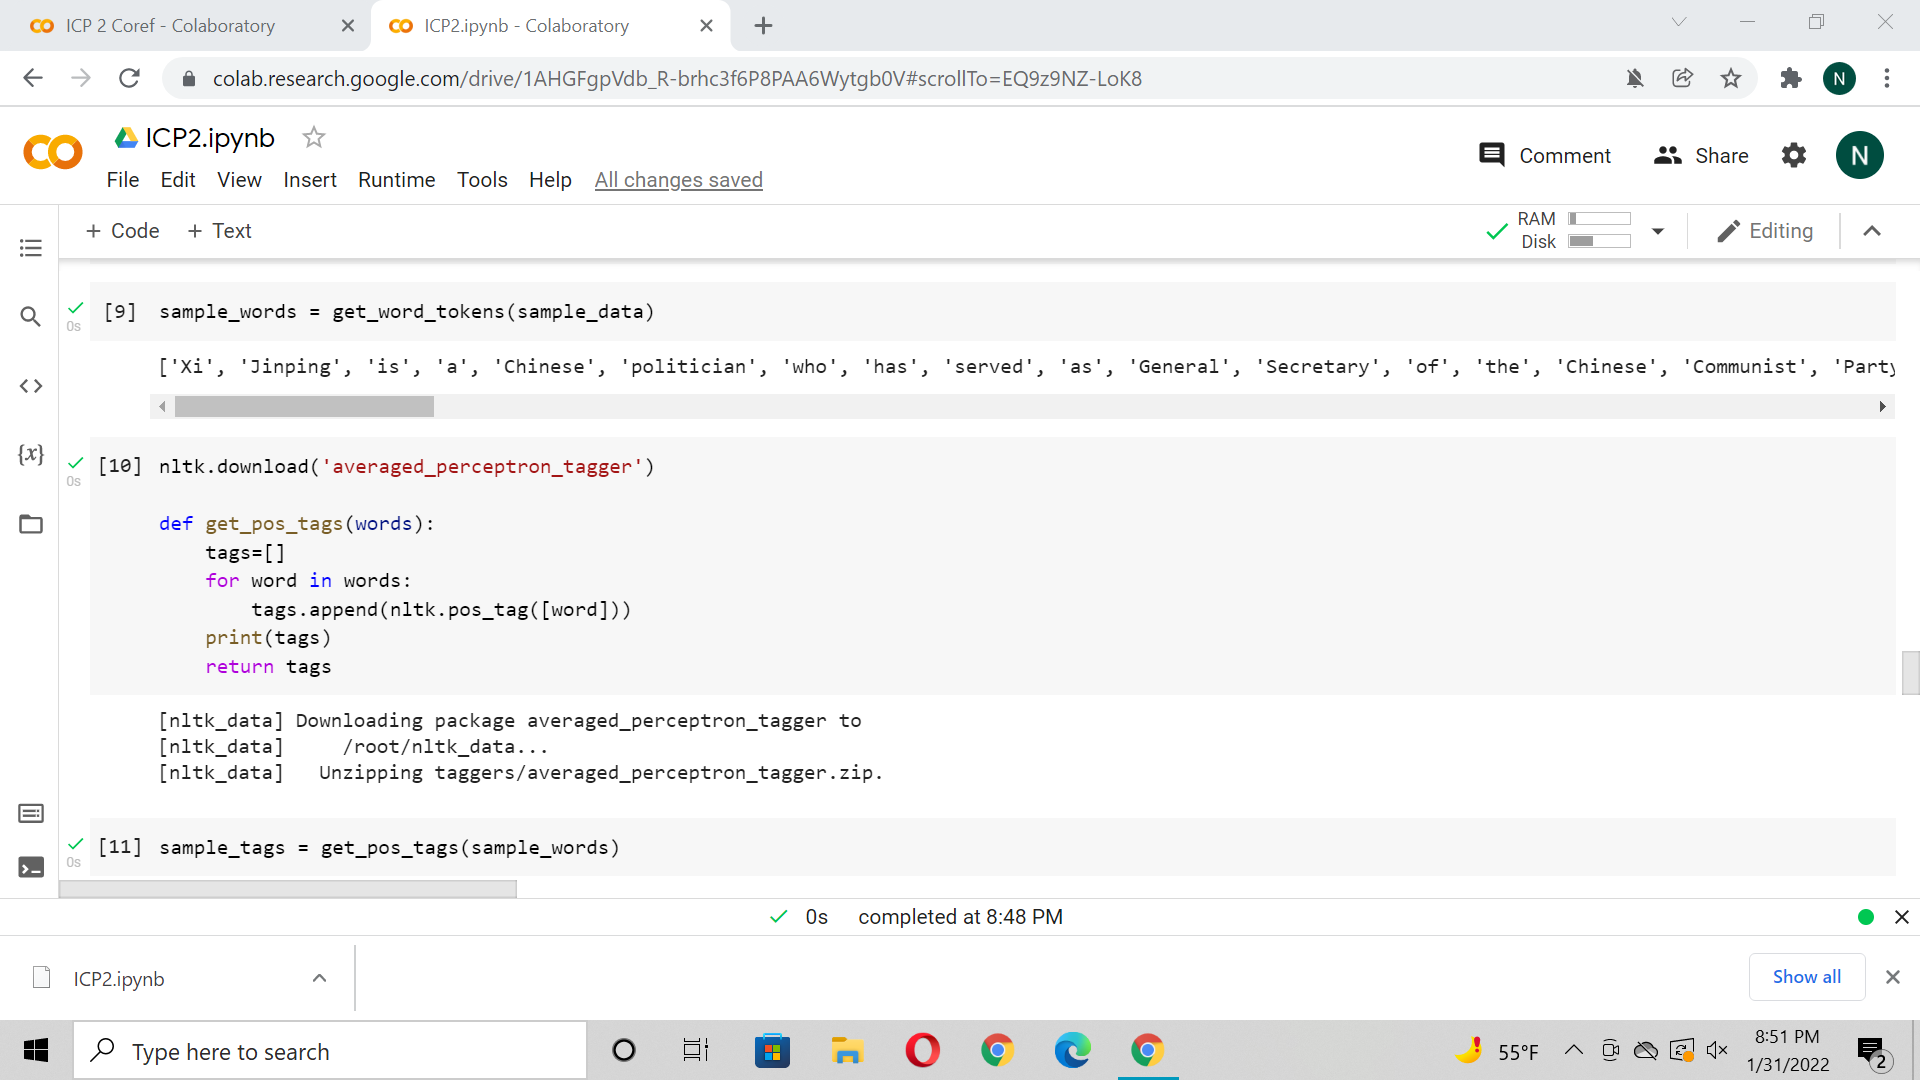 ICP 2 Coref - Colaboratory
ICP2.ipynb - Colaboratory
colab.research.google.com/drive/1AHGFgpVdb_R-brhc3f6P8PAA6Wytgb0V#scrollTo=EQ9z9NZ-LoK8
N
ICP2.ipynb
Comment
Share
N
File Edit View Insert Runtime Tools Help All changes saved
+ Code + Text
RAM
Disk
Editing
[9] sample_words = get_word_tokens(sample_data)
0s
['Xi', 'Jinping', 'is', 'a', 'Chinese', 'politician', 'who', 'has', 'served', 'as', 'General', 'Secretary', 'of', 'the', 'Chinese', 'Communist', 'Party
{x}
[10] nltk.download('averaged_perceptron_tagger')
0s
def get_pos_tags(words):
tags=[]
for word in words:
tags.append(nltk.pos_tag([word]))
print(tags)
return tags
[nltk_data] Downloading package averaged_perceptron_tagger to
[nltk_data]     /root/nltk_data...
[nltk_data]   Unzipping taggers/averaged_perceptron_tagger.zip.
[11] sample_tags = get_pos_tags(sample_words)
0s
0s completed at 8:48 PM
ICP2.ipynb
Show all
Type here to search
55°F
8:51 PM
1/31/2022
2